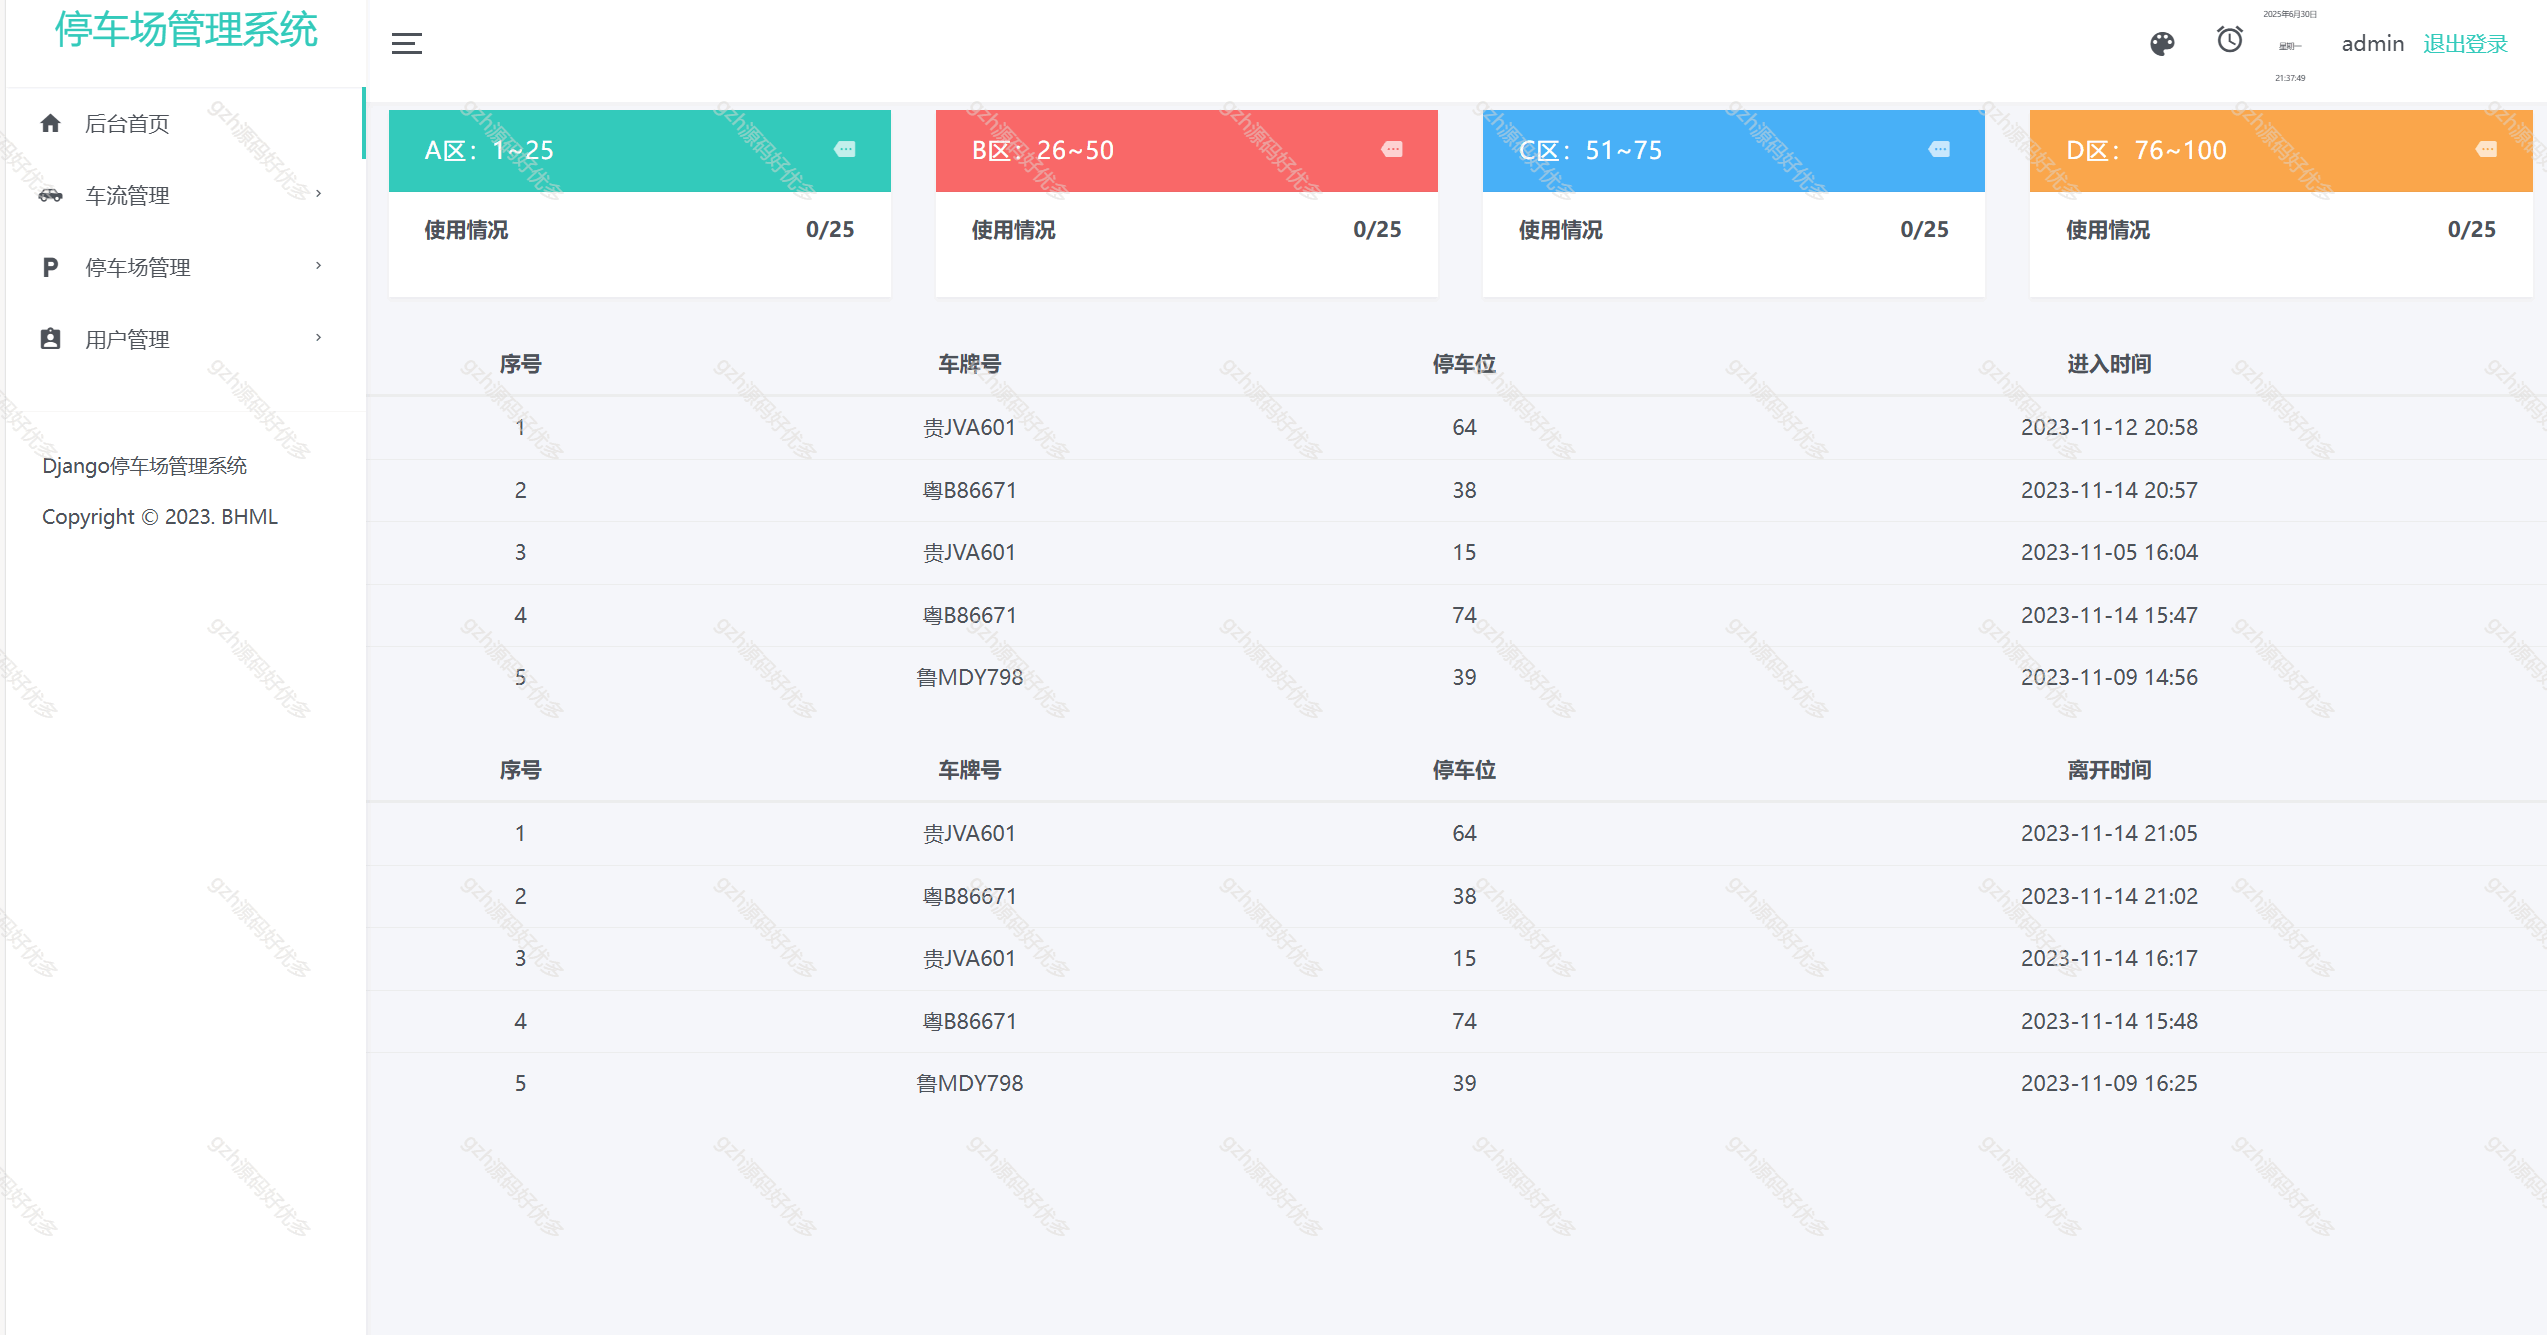 停车场管理系统
2025年6月30日
星期一
21:37:49
admin 退出登录
后台首页
车流管理
停车场管理
用户管理
Django停车场管理系统
Copyright © 2023. BHML
A区：1~25
使用情况 0/25
B区：26~50
使用情况 0/25
C区：51~75
使用情况 0/25
D区：76~100
使用情况 0/25
序号 车牌号 停车位 进入时间
1 贵JVA601 64 2023-11-12 20:58
2 粤B86671 38 2023-11-14 20:57
3 贵JVA601 15 2023-11-05 16:04
4 粤B86671 74 2023-11-14 15:47
5 鲁MDY798 39 2023-11-09 14:56
序号 车牌号 停车位 离开时间
1 贵JVA601 64 2023-11-14 21:05
2 粤B86671 38 2023-11-14 21:02
3 贵JVA601 15 2023-11-14 16:17
4 粤B86671 74 2023-11-14 15:48
5 鲁MDY798 39 2023-11-09 16:25
gzh源码好优多